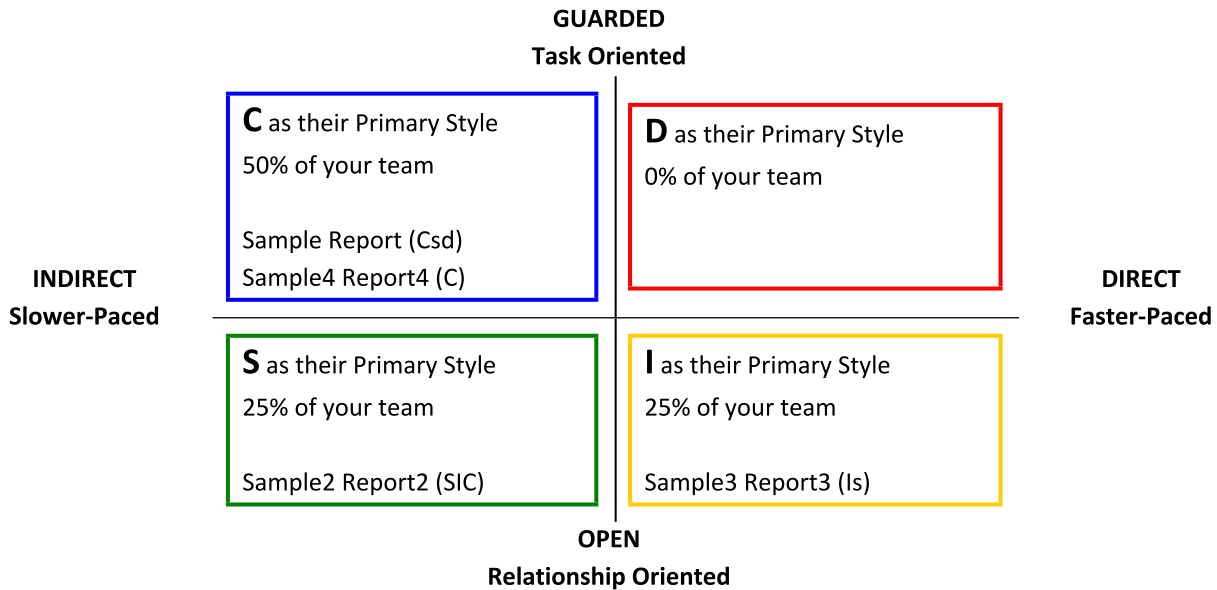 GUARDED
Task Oriented
C as their Primary Style
50% of your team
Sample Report (Csd)
Sample4 Report4 (C)
D as their Primary Style
0% of your team
INDIRECT
Slower-Paced
DIRECT
Faster-Paced
S as their Primary Style
25% of your team
Sample2 Report2 (SIC)
I as their Primary Style
25% of your team
Sample3 Report3 (Is)
OPEN
Relationship Oriented